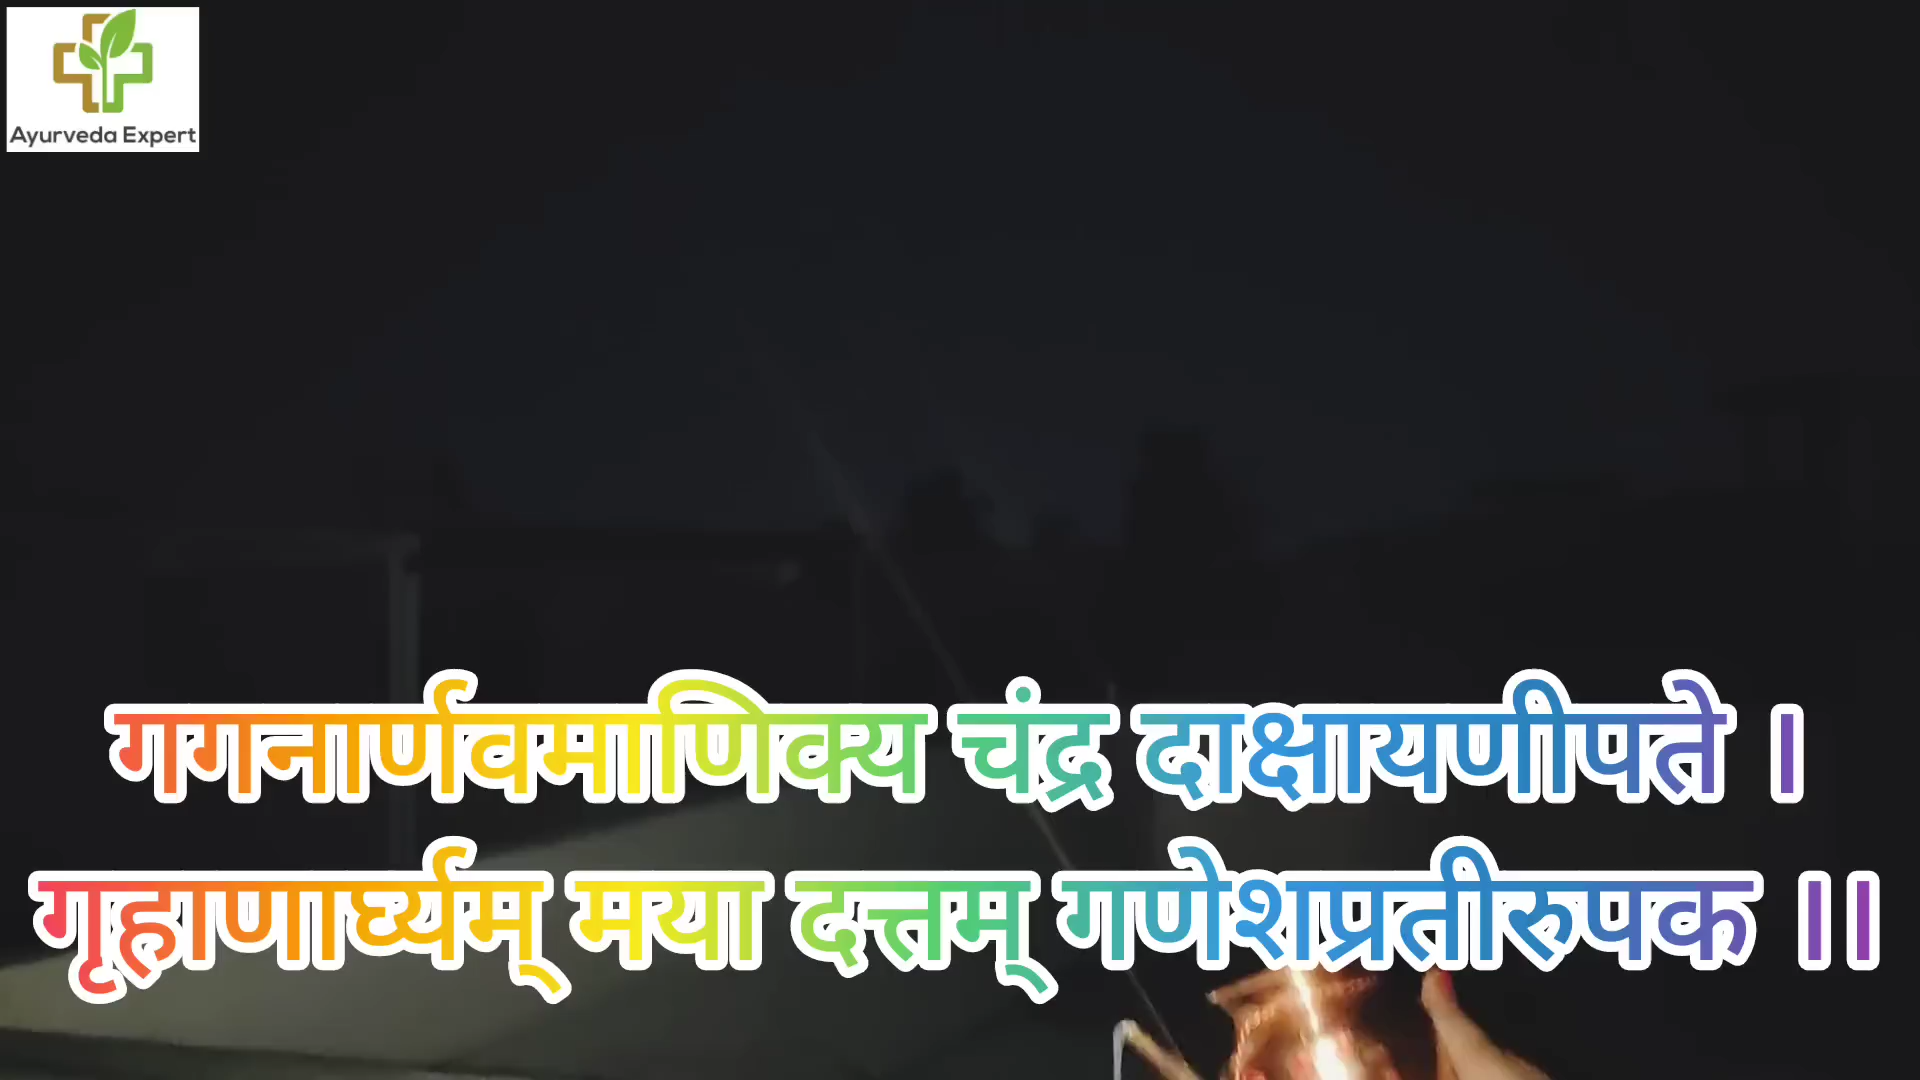 Ayurveda Expert
गगनार्णवमाणिक्य चंद्र दाक्षायणीपते ।
गृहाणार्घ्यम् मया दत्तम् गणेशप्रतीरुपक ।।